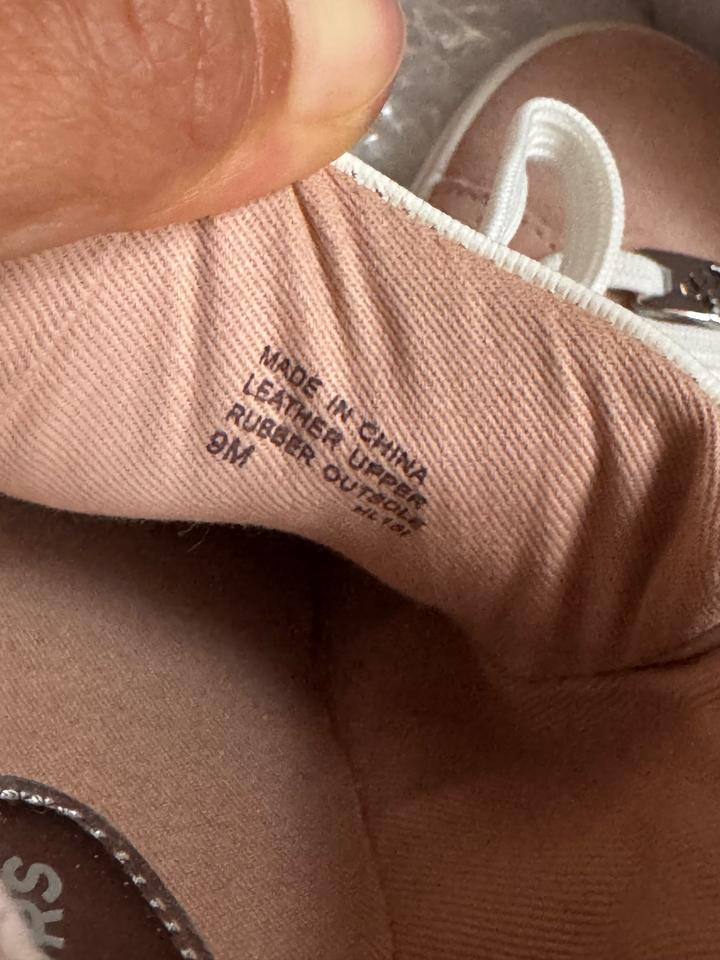 MADE IN CHINA
LEATHER UPPER
RUBBER OUTSOLE
9M